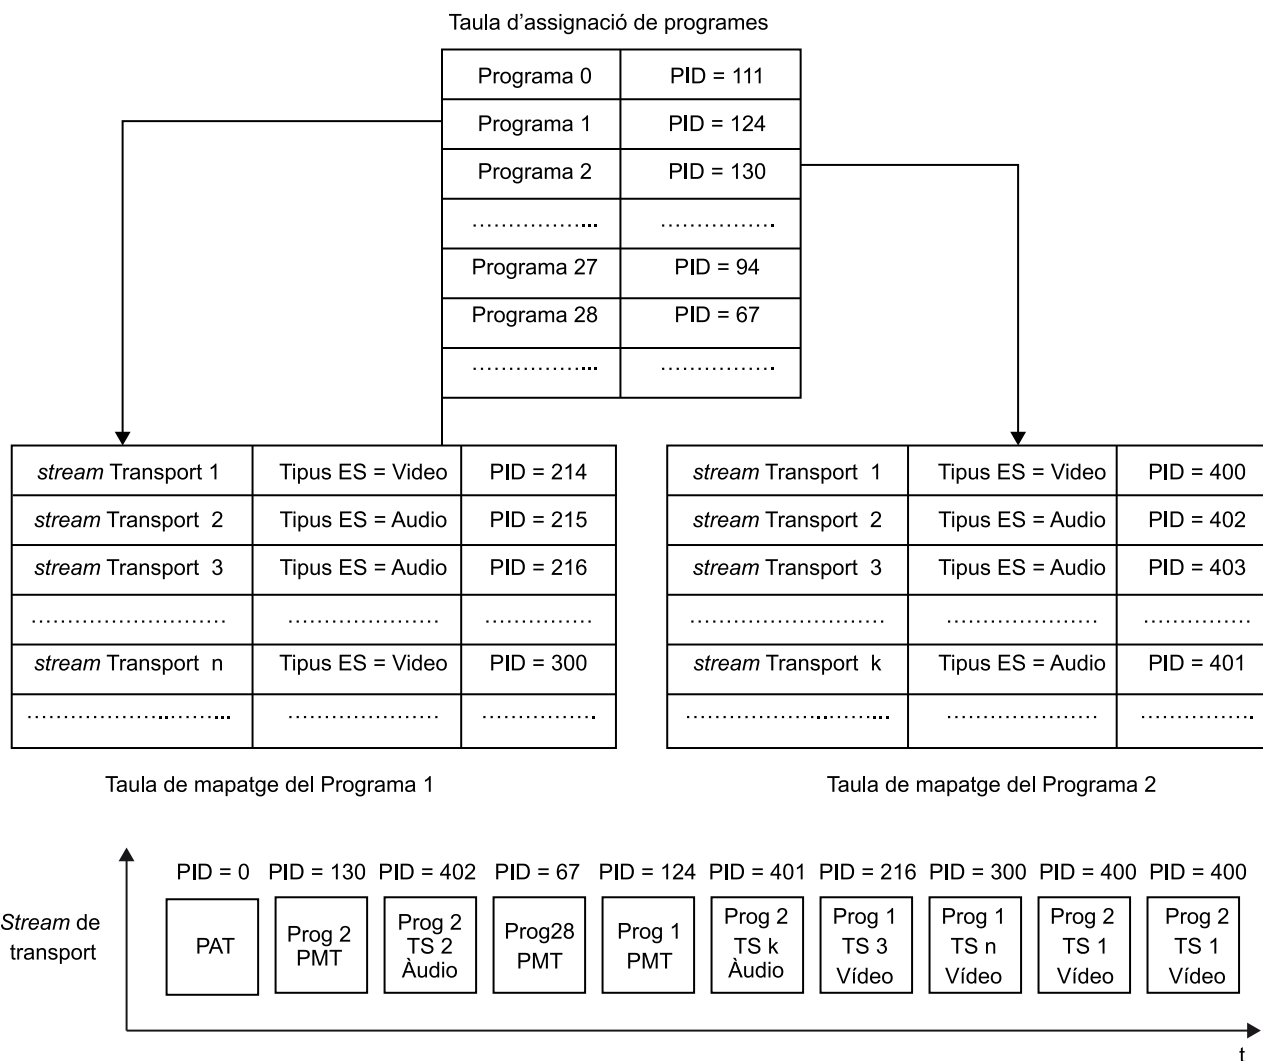 Taula d’assignació de programes
Programa 0 PID = 111
Programa 1 PID = 124
Programa 2 PID = 130
.................... ................
Programa 27 PID = 94
Programa 28 PID = 67
.................... ................
stream Transport 1 Tipus ES = Video PID = 214
stream Transport 2 Tipus ES = Audio PID = 215
stream Transport 3 Tipus ES = Audio PID = 216
........................... ..................... ...............
stream Transport n Tipus ES = Video PID = 300
............................. ..................... ................
Taula de mapatge del Programa 1
stream Transport 1 Tipus ES = Video PID = 400
stream Transport 2 Tipus ES = Audio PID = 402
stream Transport 3 Tipus ES = Audio PID = 403
........................... ..................... ...............
stream Transport k Tipus ES = Audio PID = 401
............................. ..................... ................
Taula de mapatge del Programa 2
PID = 0 PID = 130 PID = 402 PID = 67 PID = 124 PID = 401 PID = 216 PID = 300 PID = 400 PID = 400
Stream de
transport
PAT
Prog 2
PMT
Prog 2
TS 2
Àudio
Prog28
PMT
Prog 1
PMT
Prog 2
TS k
Àudio
Prog 1
TS 3
Vídeo
Prog 1
TS n
Vídeo
Prog 2
TS 1
Vídeo
Prog 2
TS 1
Vídeo
t